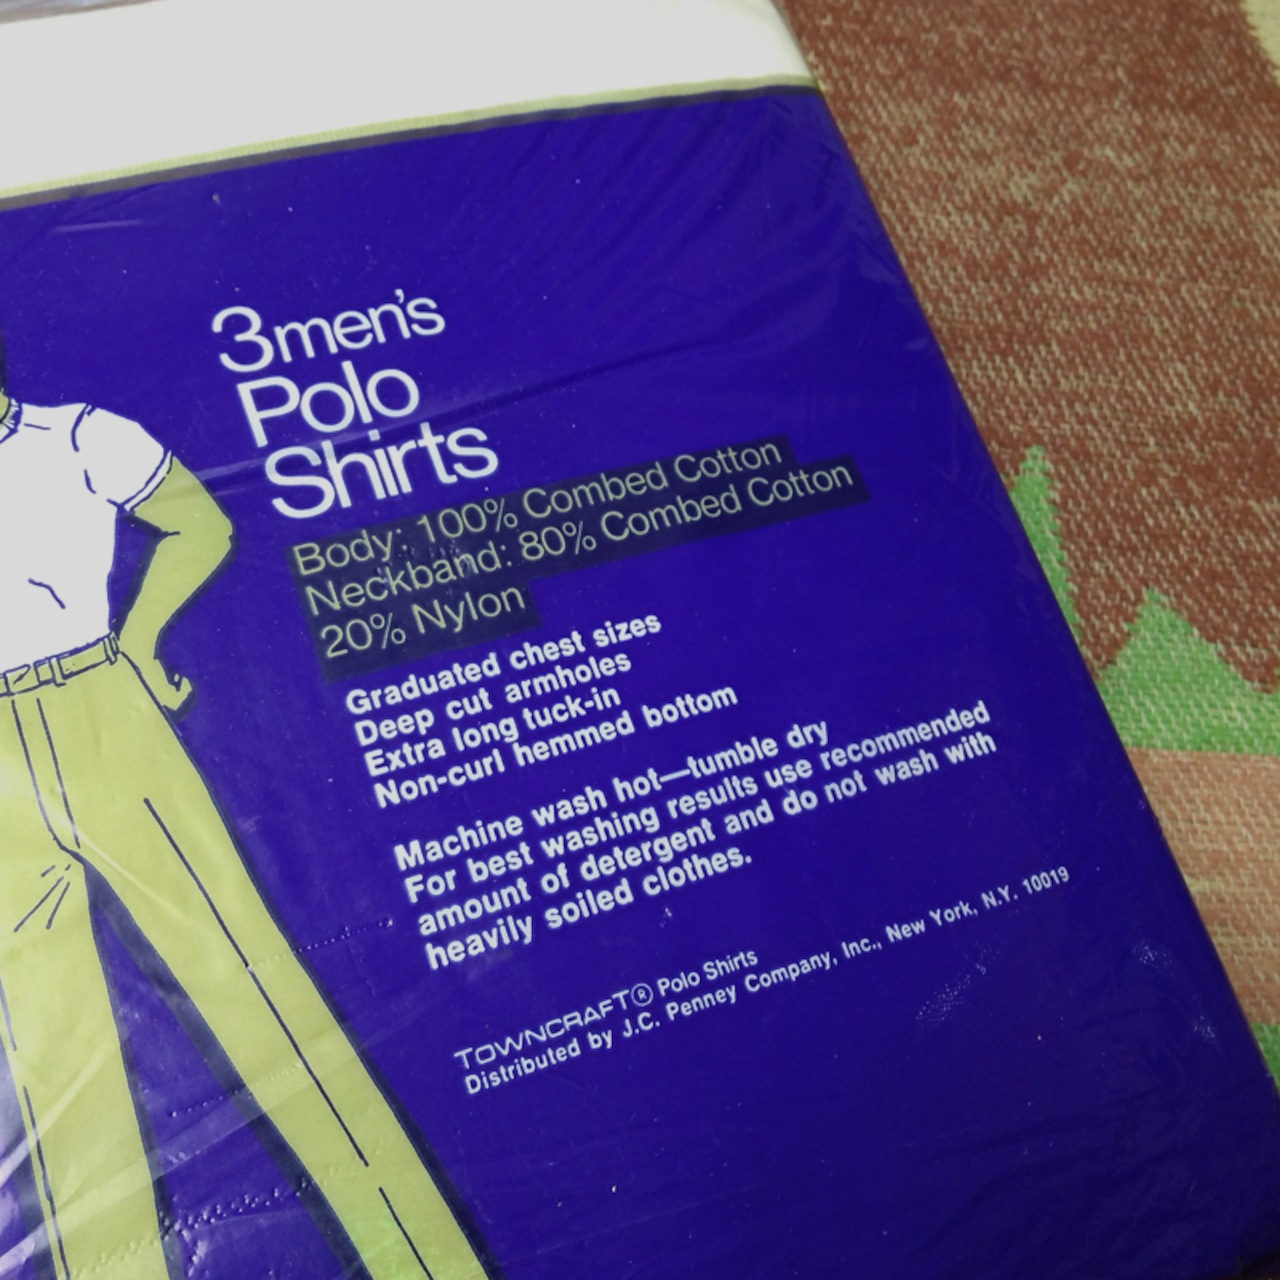 3 men's
Polo
Shirts
Body: 100% Combed Cotton
Neckband: 80% Combed Cotton
20% Nylon
Graduated chest sizes
Deep cut armholes
Extra long tuck-in
Non-curl hemmed bottom
Machine wash hot—tumble dry
For best washing results use recommended
amount of detergent and do not wash with
heavily soiled clothes.
TOWNCRAFT® Polo Shirts
Distributed by J.C. Penney Company, Inc., New York, N.Y. 10019